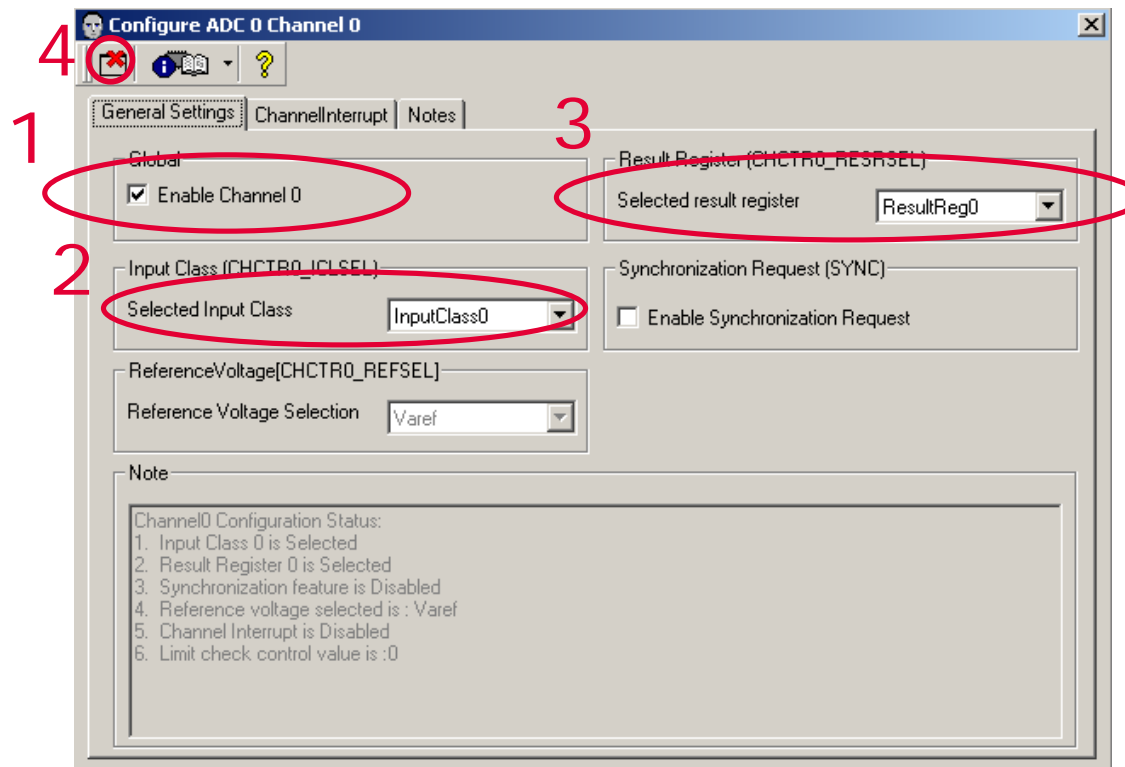 Configure ADC 0 Channel 0
4
General Settings
ChannelInterrupt
Notes
1
3
Global
Enable Channel 0
Result Register (CHCTR0_RESRSEL)
Selected result register
ResultReg0
2
Input Class (CHCTR0_ICLSEL)
Selected Input Class
InputClass0
Synchronization Request (SYNC)
Enable Synchronization Request
ReferenceVoltage[CHCTR0_REFSEL]
Reference Voltage Selection
Varef
Note
Channel0 Configuration Status:
1. Input Class 0 is Selected
2. Result Register 0 is Selected
3. Synchronization feature is Disabled
4. Reference voltage selected is : Varef
5. Channel Interrupt is Disabled
6. Limit check control value is :0